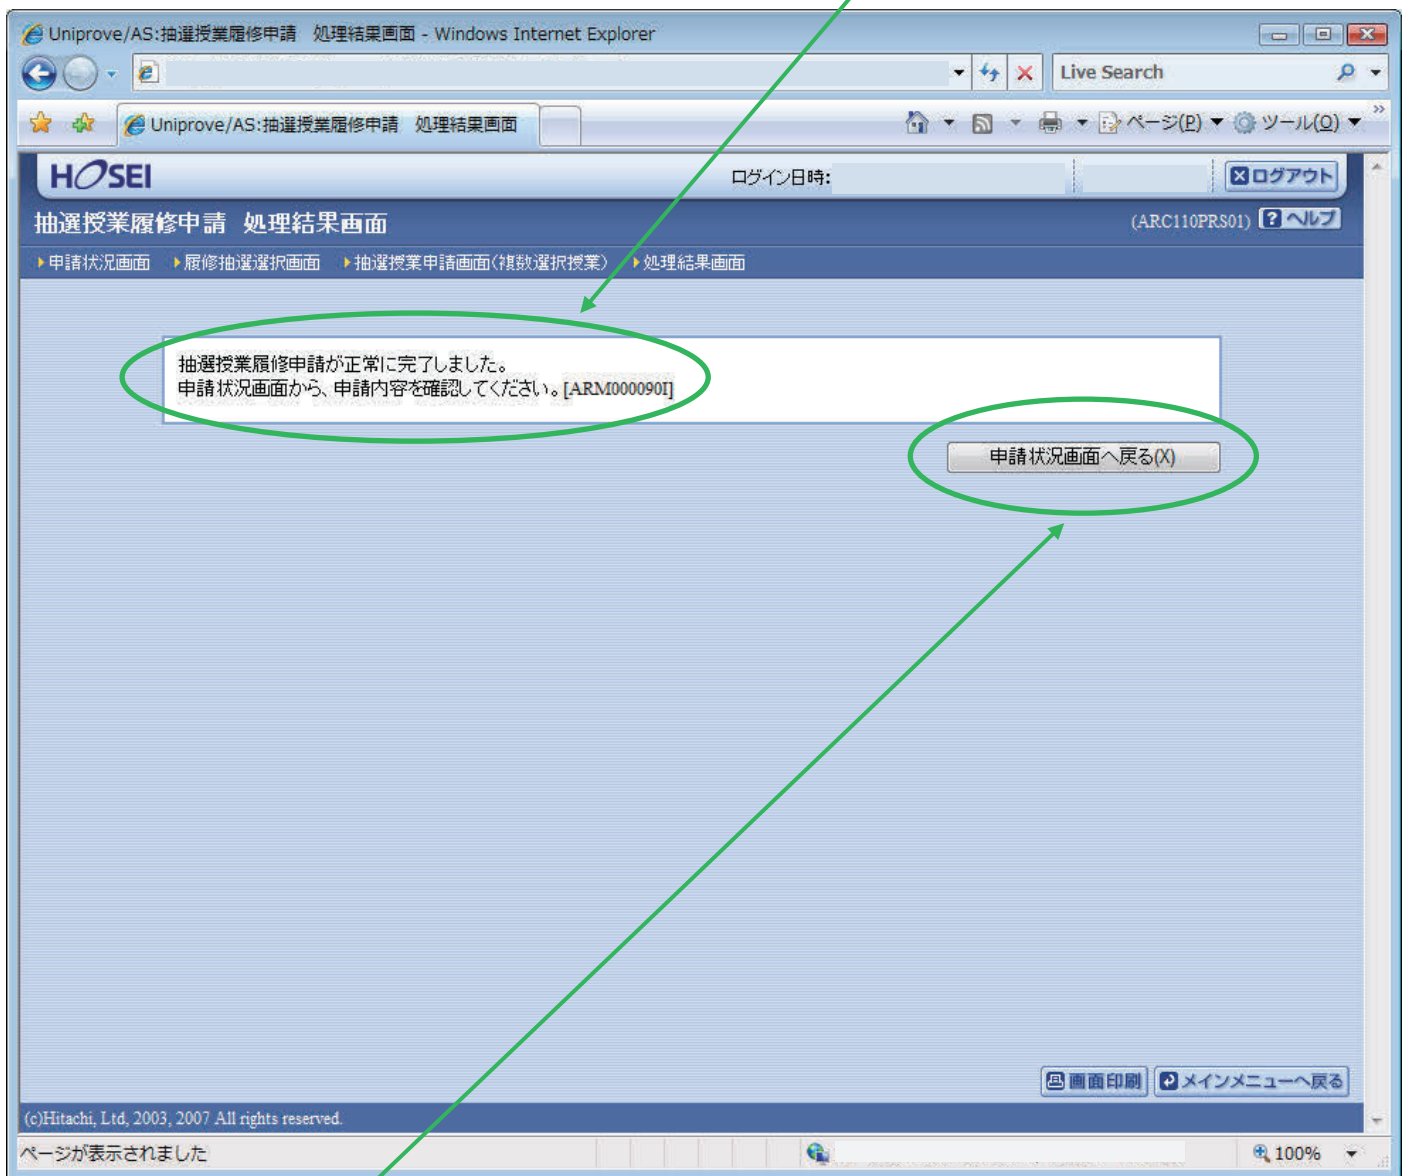 Uniprove/AS:抽選授業履修申請　処理結果画面 - Windows Internet Explorer
Live Search
Uniprove/AS:抽選授業履修申請　処理結果画面
ページ(P)
ツール(O)
HOSEI
ログイン日時:
ログアウト
抽選授業履修申請　処理結果画面
(ARC110PRS01)
ヘルプ
申請状況画面 履修抽選選択画面 抽選授業申請画面(複数選択授業) 処理結果画面
抽選授業履修申請が正常に完了しました。
申請状況画面から、申請内容を確認してください。[ARM000090I]
申請状況画面へ戻る(X)
画面印刷 メインメニューへ戻る
(c)Hitachi, Ltd, 2003, 2007 All rights reserved.
ページが表示されました
100%